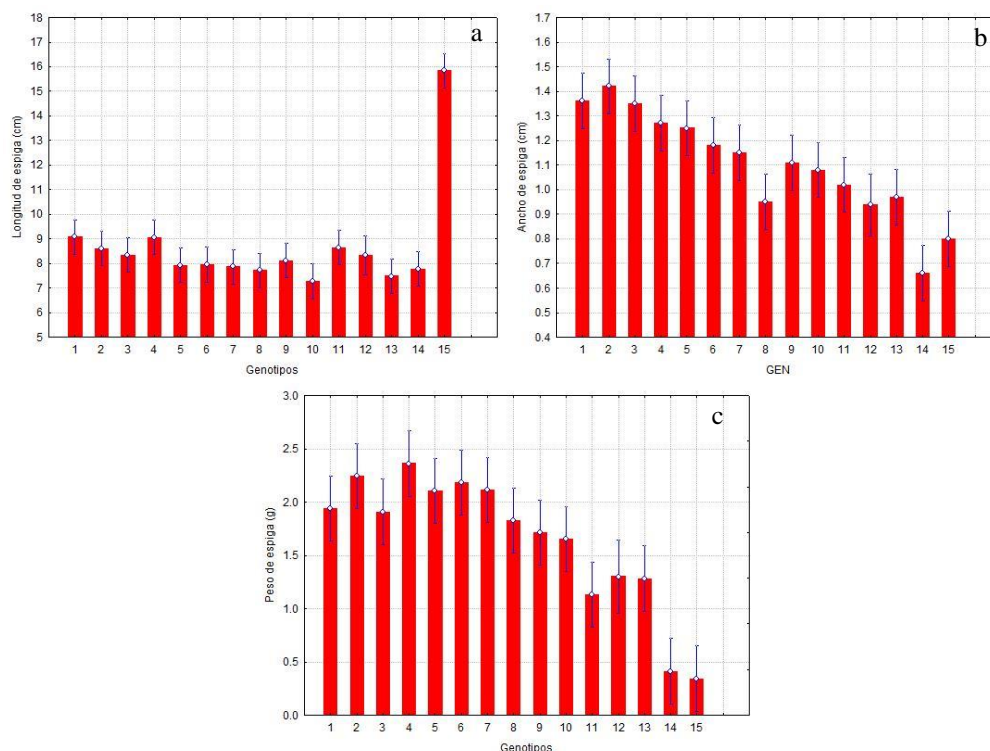 a
Longitud de espiga (cm)
18
17
16
15
14
13
12
11
10
9
8
7
6
5
1 2 3 4 5 6 7 8 9 10 11 12 13 14 15
Genotipos
b
Ancho de espiga (cm)
1.7
1.6
1.5
1.4
1.3
1.2
1.1
1.0
0.9
0.8
0.7
0.6
0.5
0.4
1 2 3 4 5 6 7 8 9 10 11 12 13 14 15
GEN
c
Peso de espiga (g)
3.0
2.5
2.0
1.5
1.0
0.5
0.0
1 2 3 4 5 6 7 8 9 10 11 12 13 14 15
Genotipos